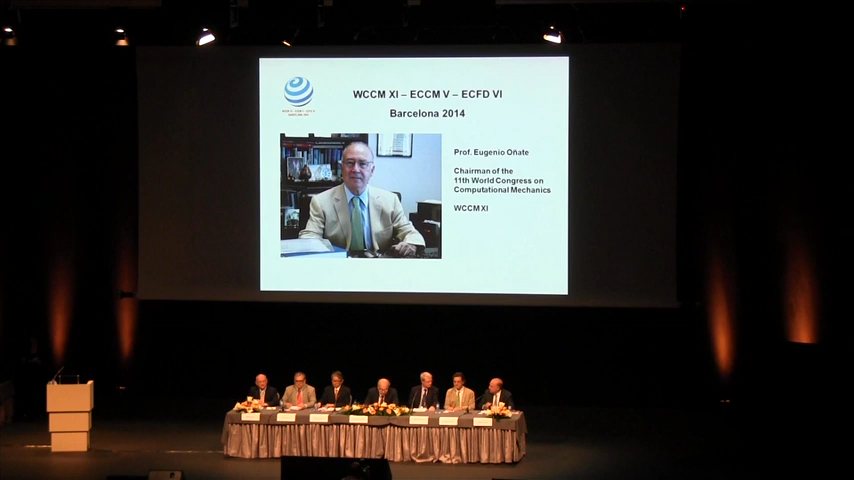 WCCM XI – ECCM V – ECFD VI
Barcelona 2014
Prof. Eugenio Oñate
Chairman of the
11th World Congress on
Computational Mechanics
WCCM XI